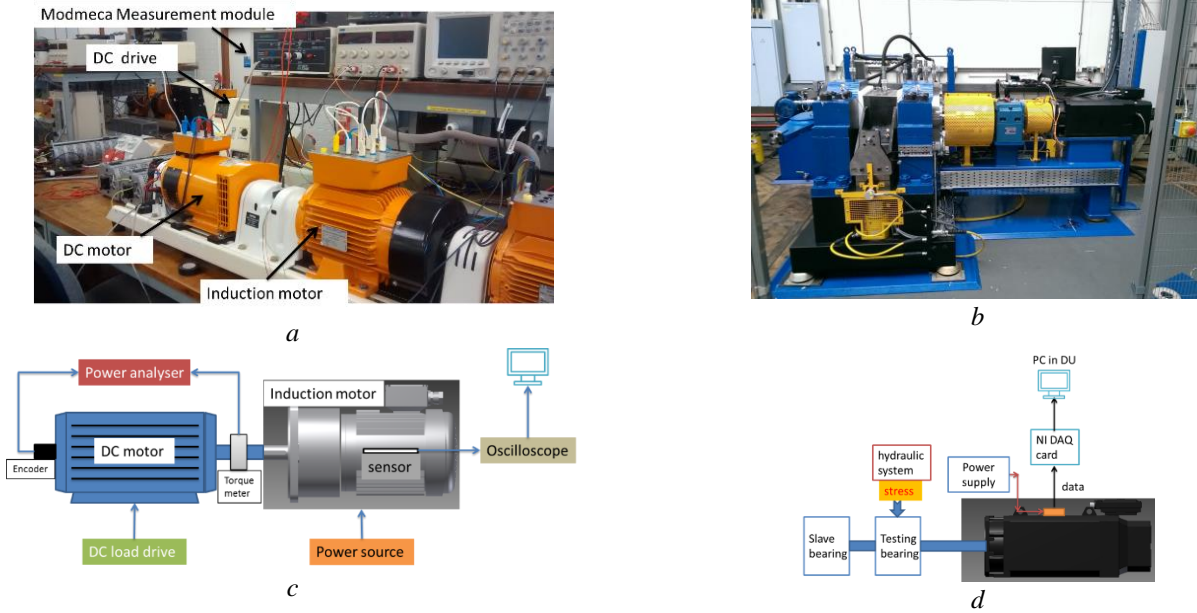 Modmeca Measurement module
DC drive
DC motor
Induction motor
a
b
Power analyser
Induction motor
DC motor
Encoder
Torque
meter
sensor
Oscilloscope
DC load drive
Power source
c
PC in DU
NI DAQ
card
hydraulic
system
stress
Power
supply
data
Slave
bearing
Testing
bearing
d